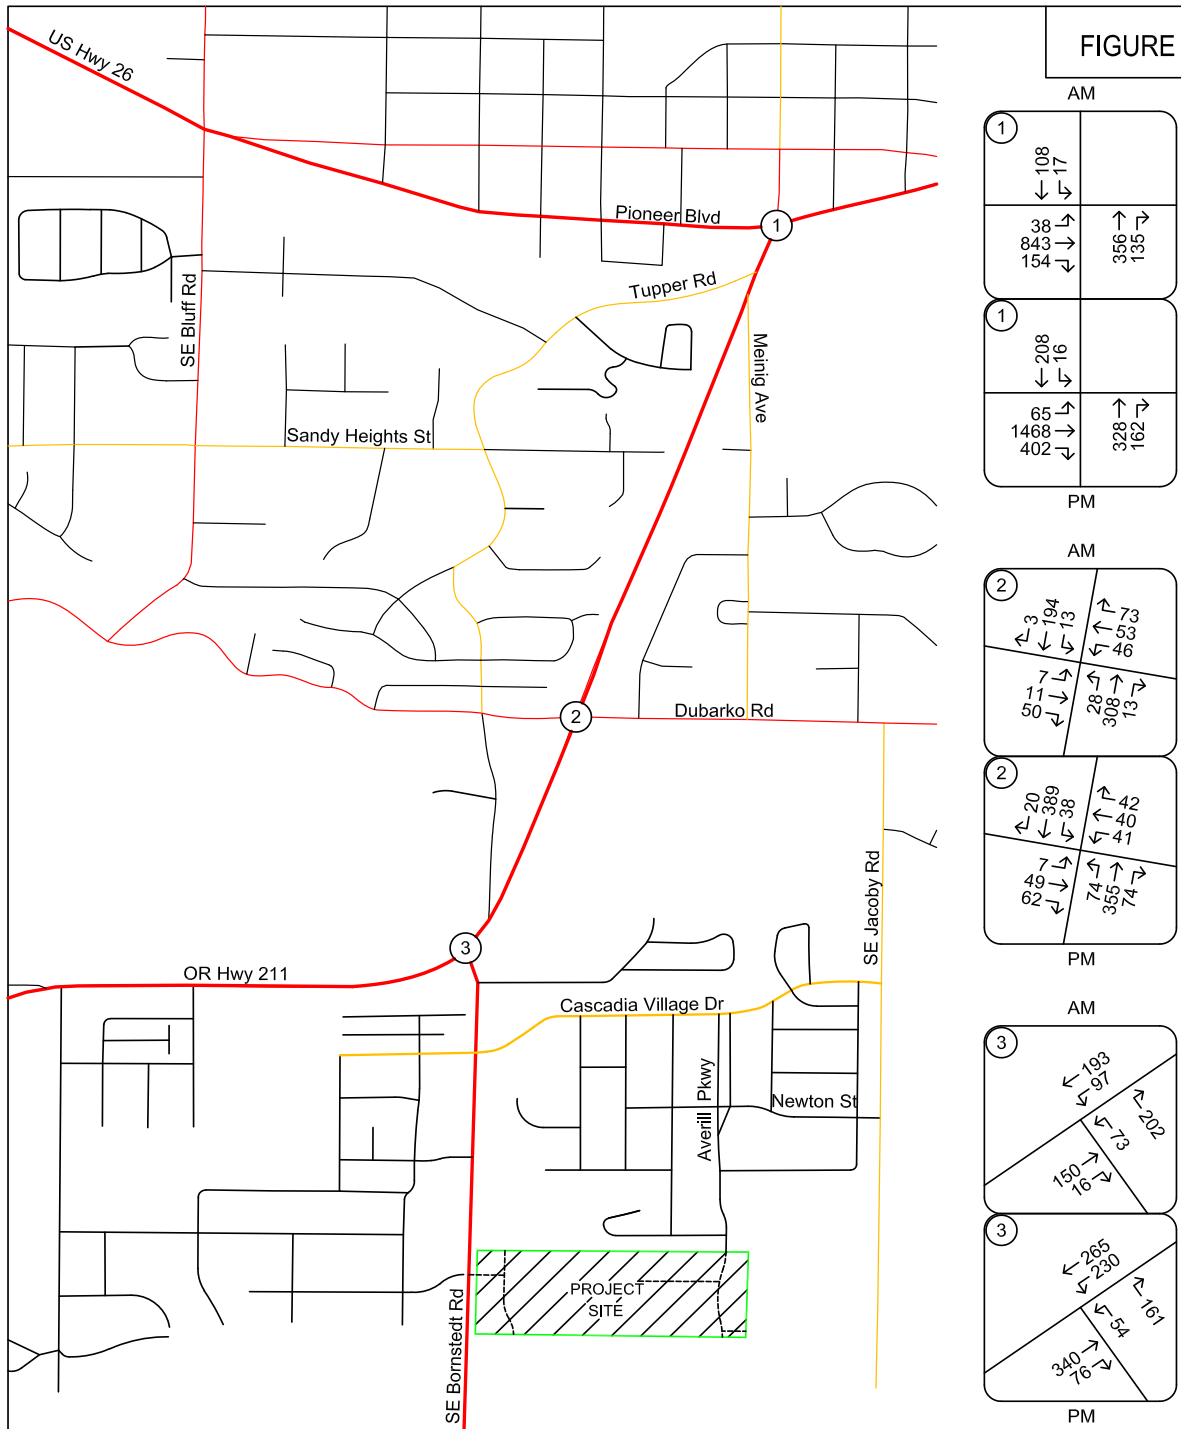 FIGURE
US Hwy 26
Pioneer Blvd
1
Tupper Rd
SE Bluff Rd
Meinig Ave
Sandy Heights St
Dubarko Rd
2
SE Jacoby Rd
3
OR Hwy 211
Cascadia Village Dr
Averill Pkwy
Newton St
PROJECT
SITE
SE Bornstedt Rd
AM
1
108
17
38
843
154
356
135
1
208
16
65
1468
402
328
162
PM
AM
2
3
194
13
73
53
46
7
11
50
28
308
13
2
20
389
38
42
40
41
7
49
62
74
355
74
PM
AM
3
193
97
202
73
150
16
3
265
230
161
54
340
76
PM